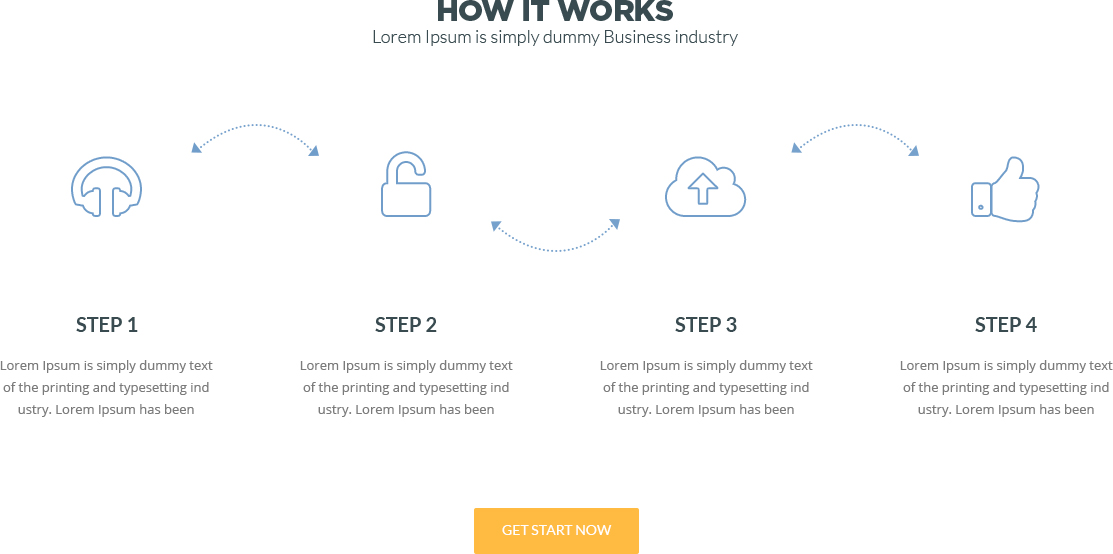 HOW IT WORKS
Lorem Ipsum is simply dummy Business industry
STEP 1
Lorem Ipsum is simply dummy text
of the printing and typesetting ind
ustry. Lorem Ipsum has been
STEP 2
Lorem Ipsum is simply dummy text
of the printing and typesetting ind
ustry. Lorem Ipsum has been
STEP 3
Lorem Ipsum is simply dummy text
of the printing and typesetting ind
ustry. Lorem Ipsum has been
STEP 4
Lorem Ipsum is simply dummy text
of the printing and typesetting ind
ustry. Lorem Ipsum has been
GET START NOW